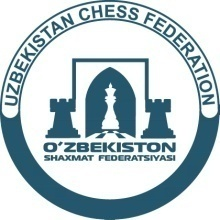 UZBEKISTAN CHESS FEDERATION
O'ZBEKISTON
SHAXMAT FEDERATSIYASI